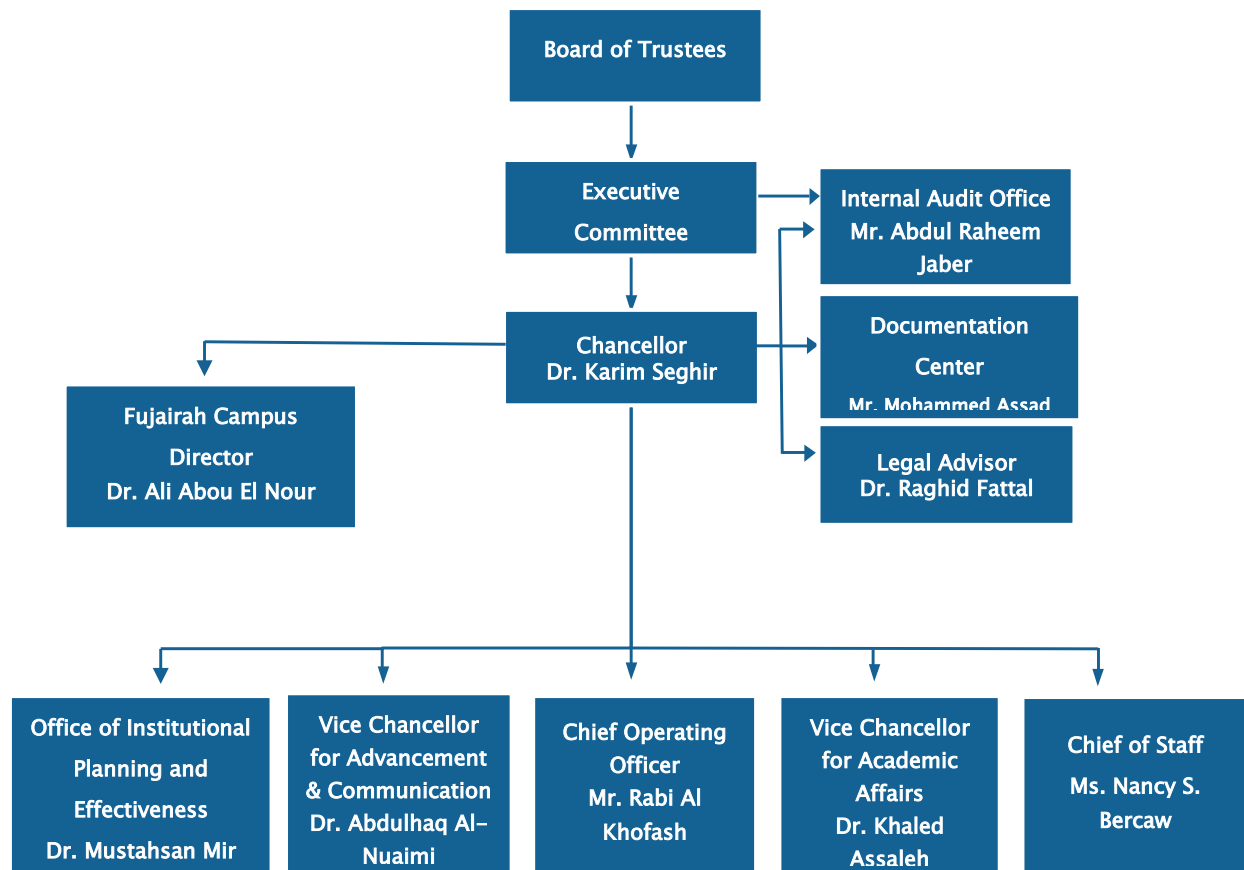 Board of Trustees
Executive
Committee
Internal Audit Office
Mr. Abdul Raheem
Jaber
Chancellor
Dr. Karim Seghir
Documentation
Center
Mr. Mohammed Assad
Fujairah Campus
Director
Dr. Ali Abou El Nour
Legal Advisor
Dr. Raghid Fattal
Office of Institutional
Planning and
Effectiveness
Dr. Mustahsan Mir
Vice Chancellor
for Advancement
& Communication
Dr. Abdulhaq Al-
Nuaimi
Chief Operating
Officer
Mr. Rabi Al
Khofash
Vice Chancellor
for Academic
Affairs
Dr. Khaled
Assaleh
Chief of Staff
Ms. Nancy S.
Bercaw